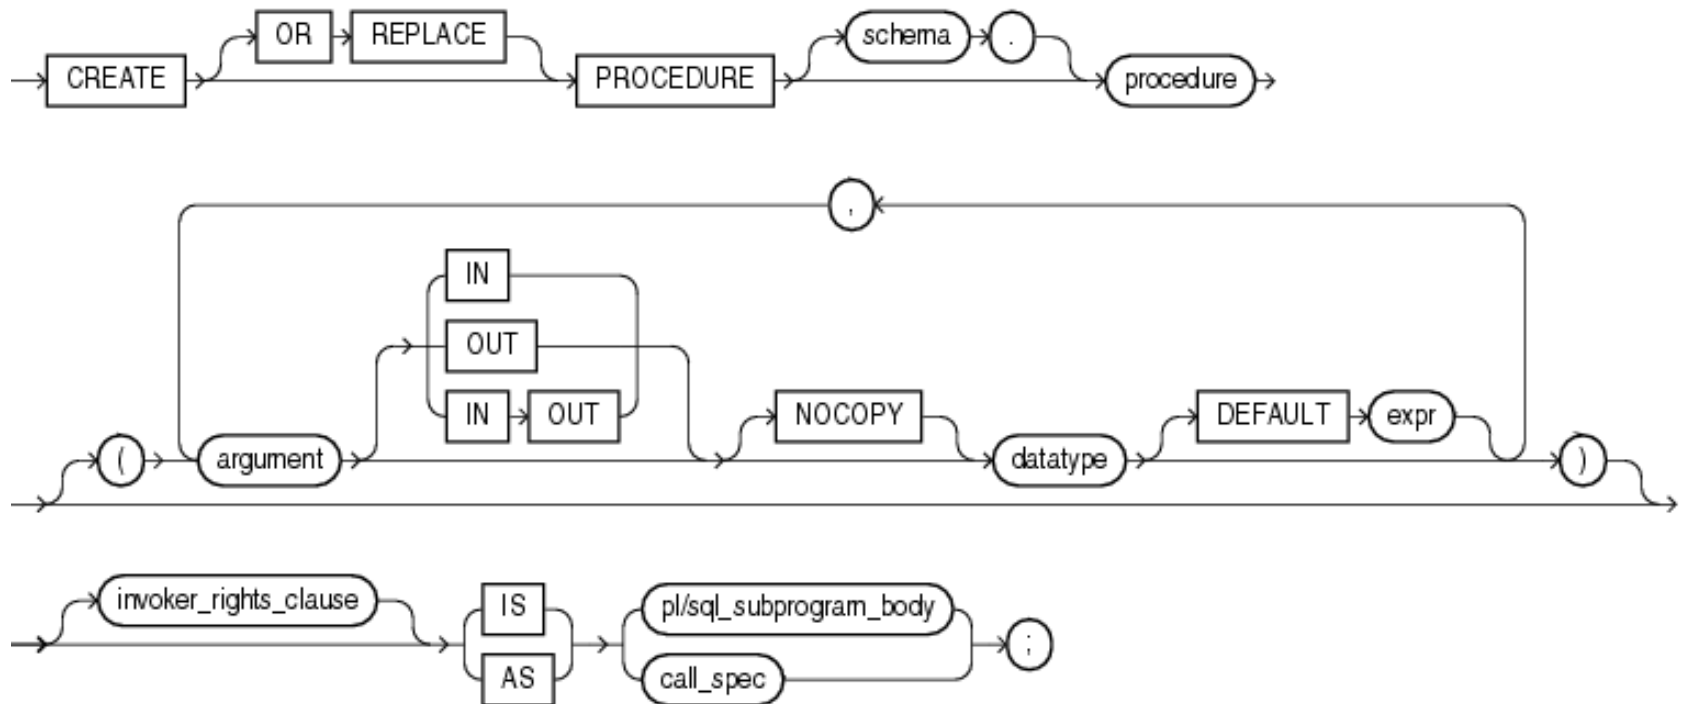 CREATE OR REPLACE PROCEDURE schema . procedure
,
IN
OUT
IN OUT
( argument NOCOPY datatype DEFAULT expr )
invoker_rights_clause IS pl/sql_subprogram_body ;
AS call_spec